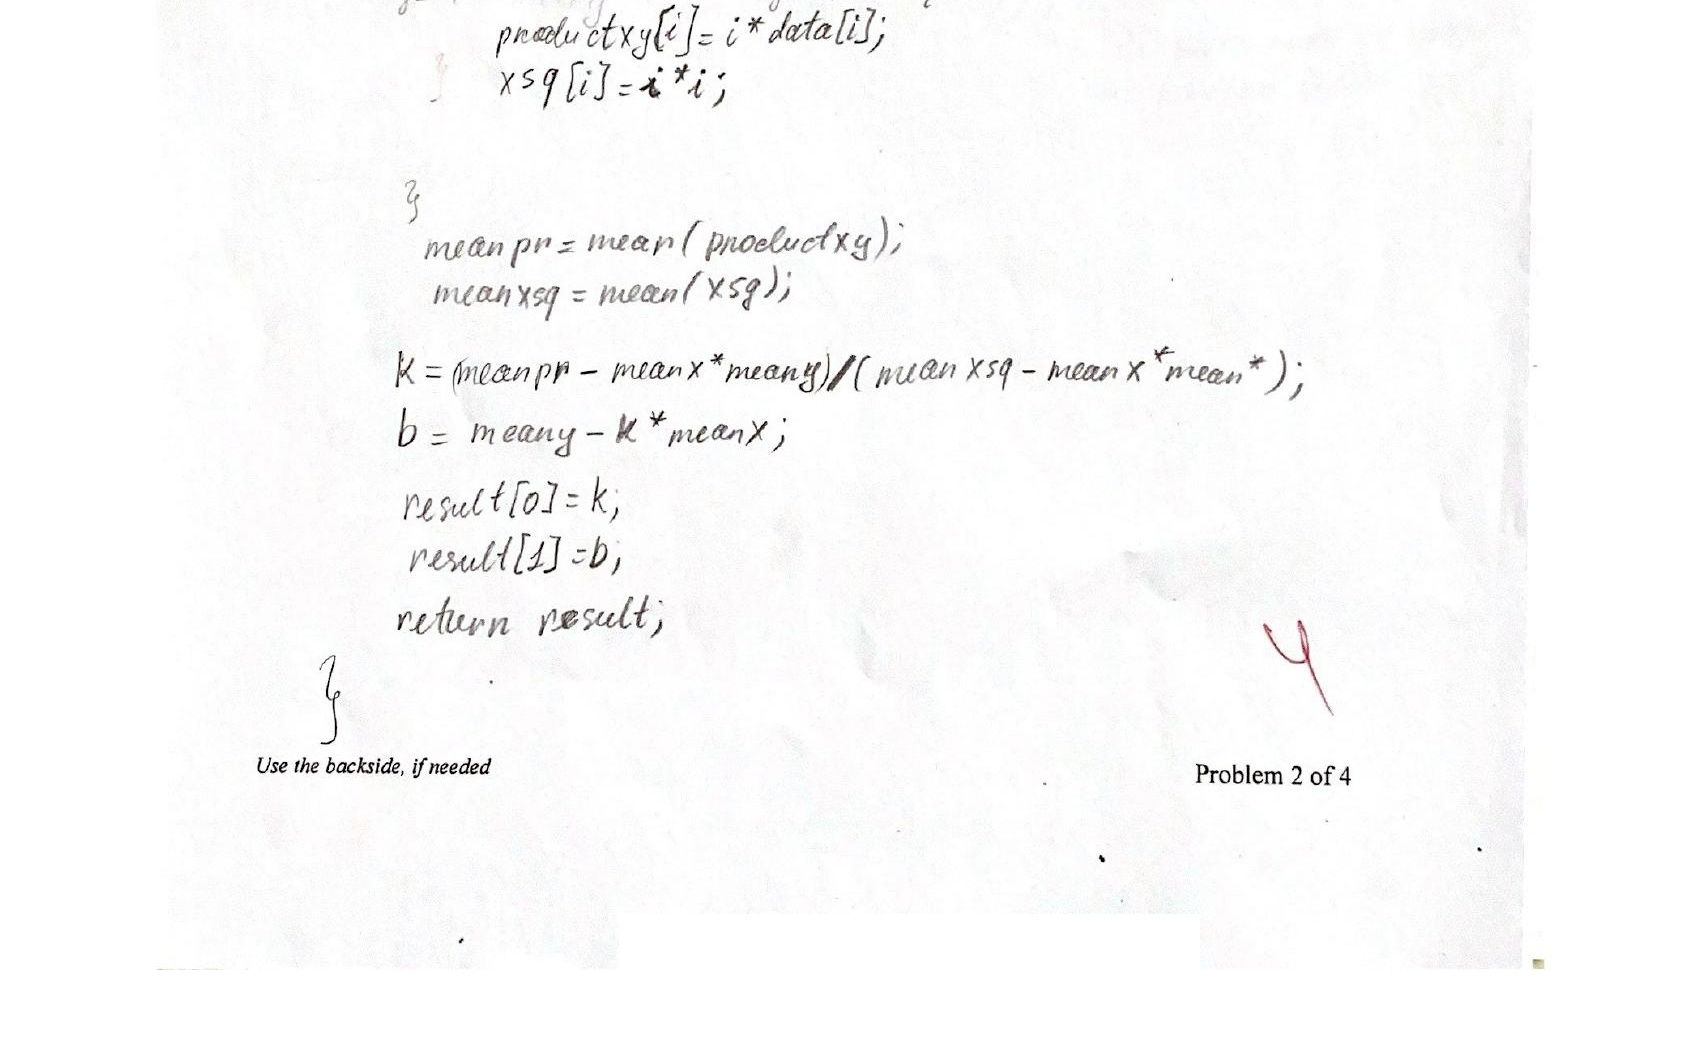 productxy[i]= i*data[i];
} xsq[i]=i*i;
}
meanpr = mean(productxy);
meanxsq = mean(xsq);
k = (meanpr - meanx*meany)/(meanxsq - meanx*mean*);
b = meany - k*meanx;
result[0]=k;
result[1]=b;
return result;
4
}
Use the backside, if needed
Problem 2 of 4